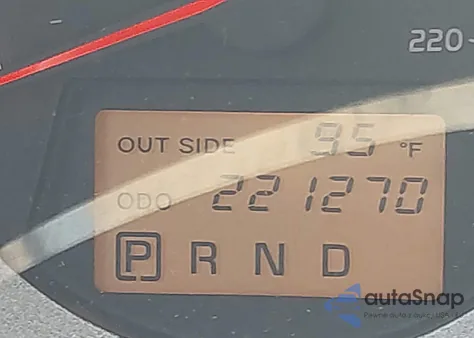 220
OUT SIDE 95 °F
ODO 221270
P R N D
autoSnap